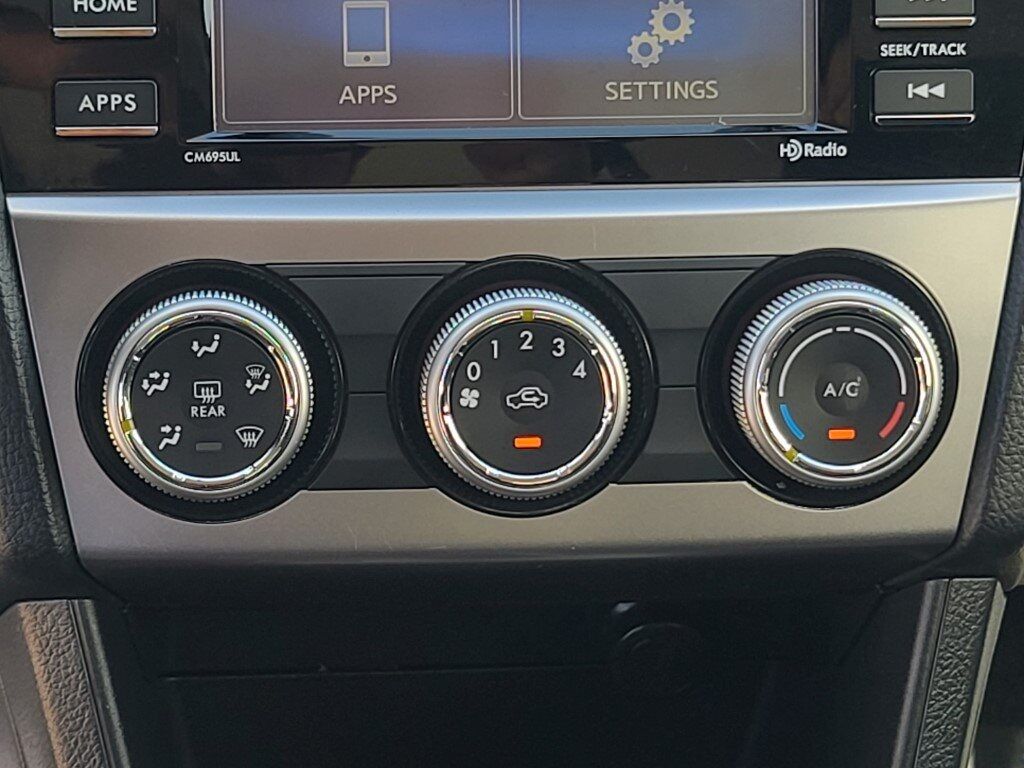 HOME
APPS
APPS
SETTINGS
SEEK/TRACK
CM695UL
HD Radio
REAR
0 1 2 3 4
A/C